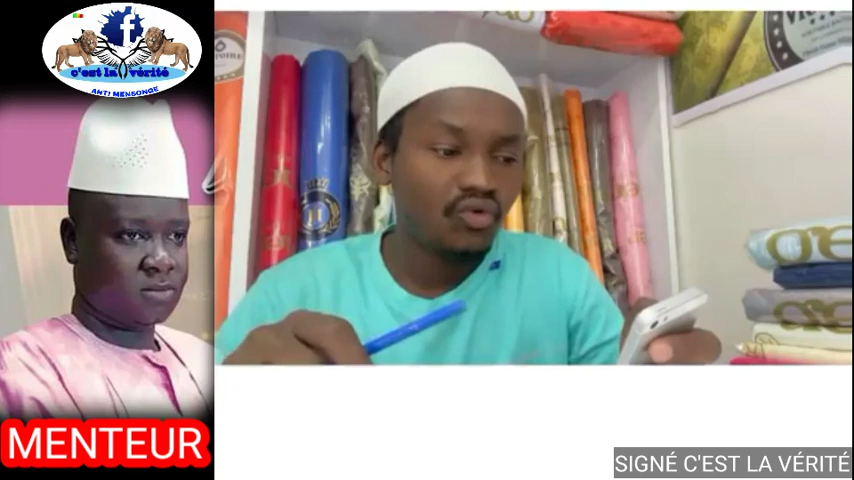 f
c'est la vérité
ANTI MENSONGE
MENTEUR
SIGNÉ C'EST LA VÉRITÉ